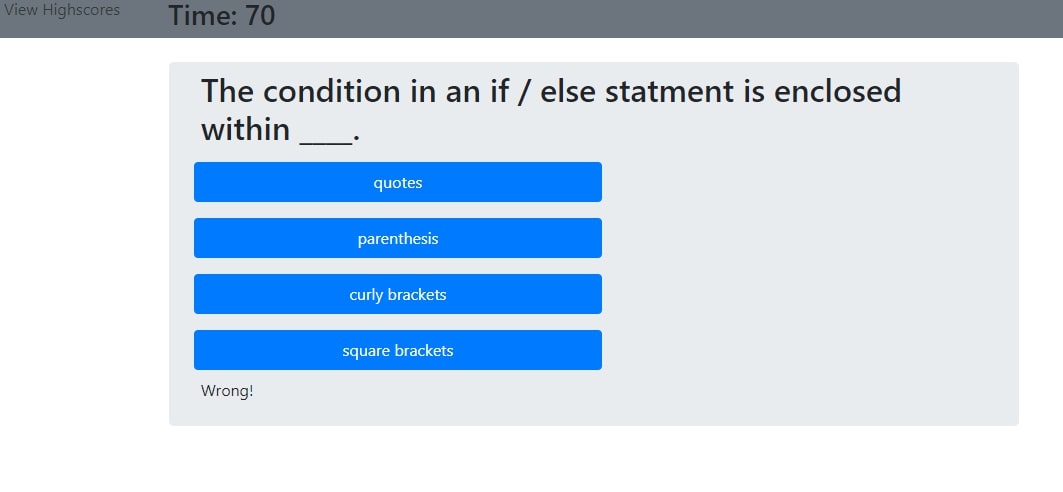 View Highscores
Time: 70
The condition in an if / else statment is enclosed
within ____.
quotes
parenthesis
curly brackets
square brackets
Wrong!